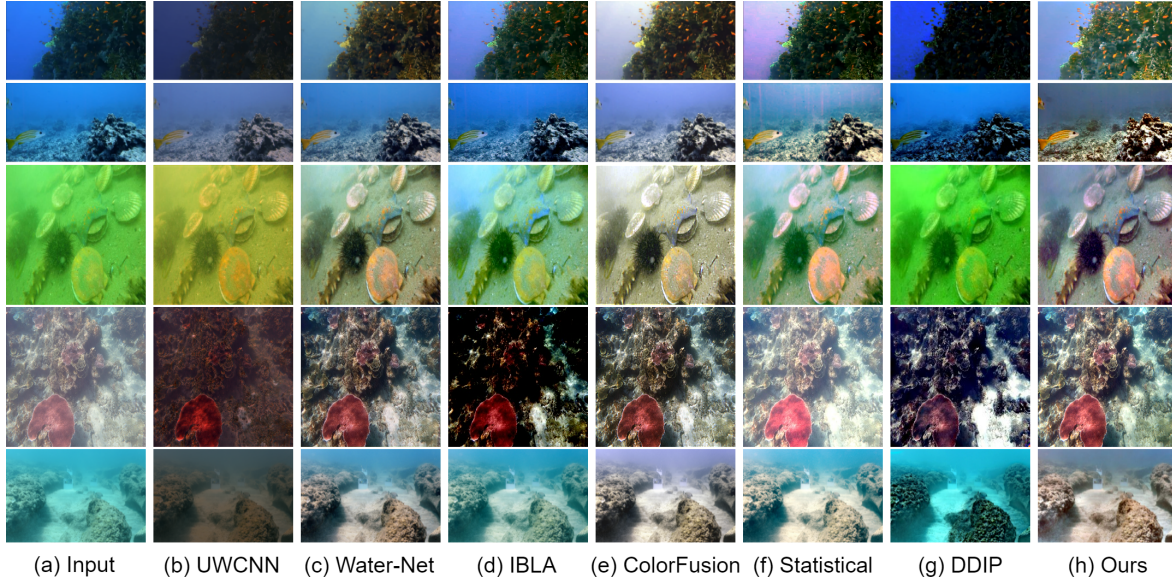 (a) Input (b) UWCNN (c) Water-Net (d) IBLA (e) ColorFusion (f) Statistical (g) DDIP (h) Ours